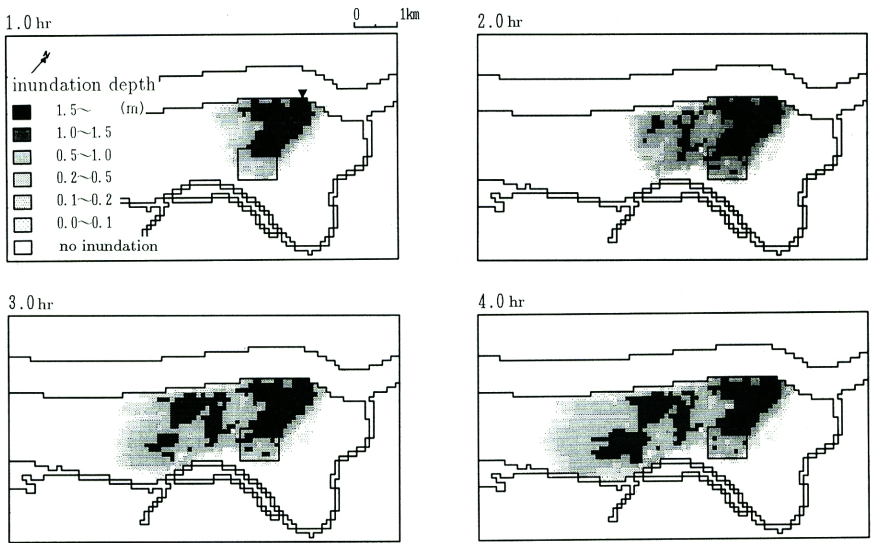 1.0 hr
0 1km
N
inundation depth
1.5～ (m)
1.0～1.5
0.5～1.0
0.2～0.5
0.1～0.2
0.0～0.1
no inundation
2.0 hr
3.0 hr
4.0 hr